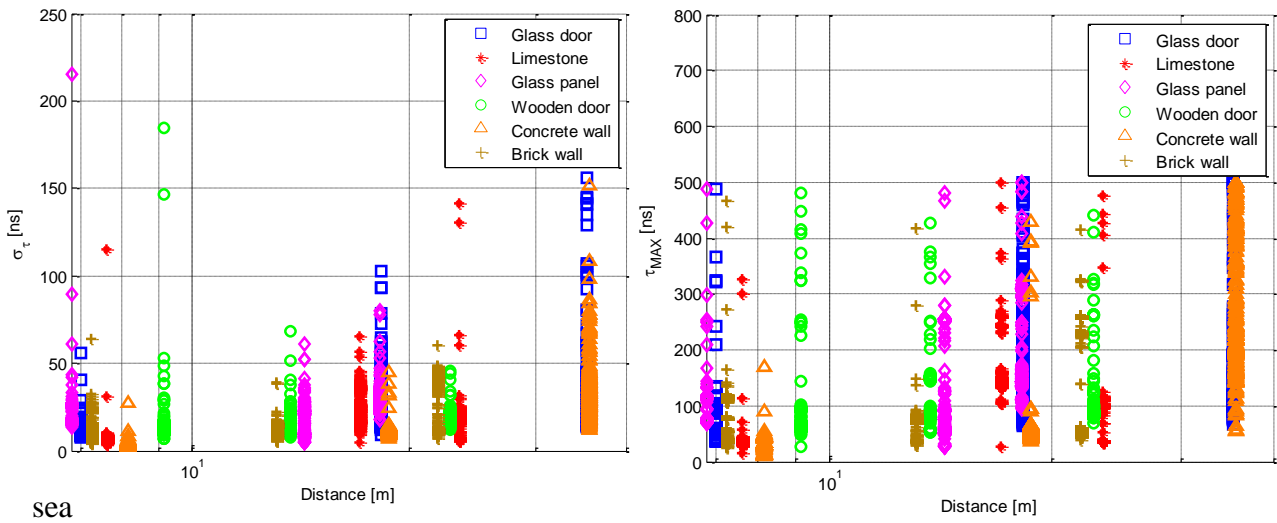 250
200
150
100
50
0
σ_τ [ns]
Glass door
Limestone
Glass panel
Wooden door
Concrete wall
Brick wall
10^1
Distance [m]
800
700
600
500
400
300
200
100
0
τ_MAX [ns]
Glass door
Limestone
Glass panel
Wooden door
Concrete wall
Brick wall
10^1
Distance [m]
sea